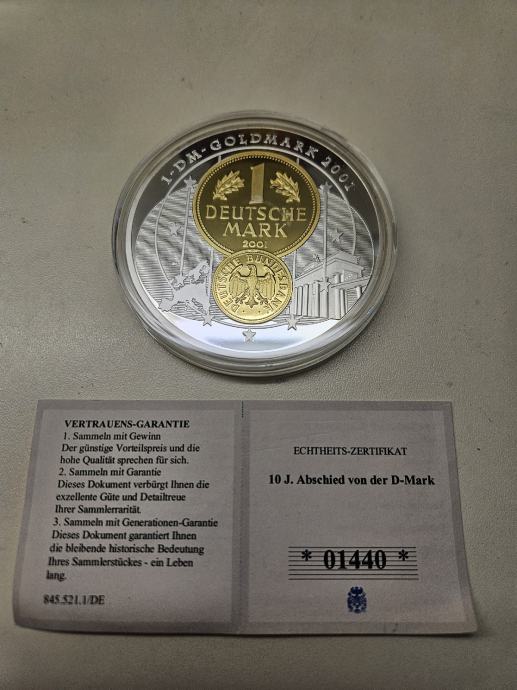 1-DM-GOLDMARK 2001
1
DEUTSCHE
MARK
2001
DEUTSCHE BUNDESBANK
VERTRAUENS-GARANTIE
1. Sammeln mit Gewinn
Der günstige Vorteilspreis und die
hohe Qualität sprechen für sich.
2. Sammeln mit Garantie
Dieses Dokument verbürgt Ihnen die
exzellente Güte und Detailtreue
Ihrer Sammlerrarität.
3. Sammeln mit Generationen-Garantie
Dieses Dokument garantiert Ihnen
die bleibende historische Bedeutung
Ihres Sammlerstückes - ein Leben
lang.
845.521.1/DE
ECHTHEITS-ZERTIFIKAT
10 J. Abschied von der D-Mark
* 01440 *